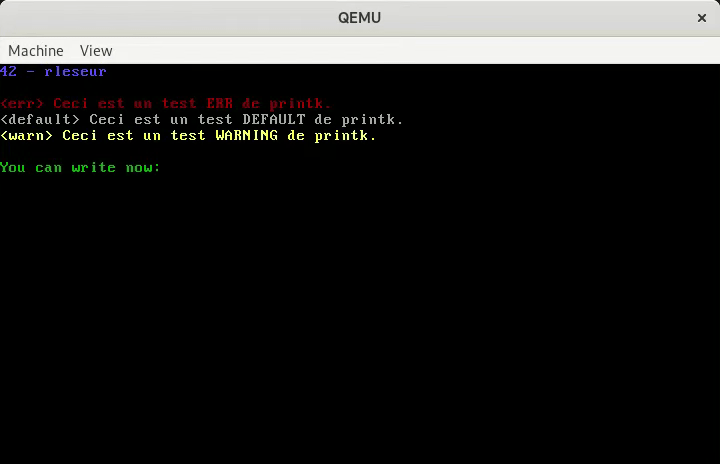 QEMU
×
Machine View
42 - rleseur
<err> Ceci est un test ERR de printk.
<default> Ceci est un test DEFAULT de printk.
<warn> Ceci est un test WARNING de printk.
You can write now: